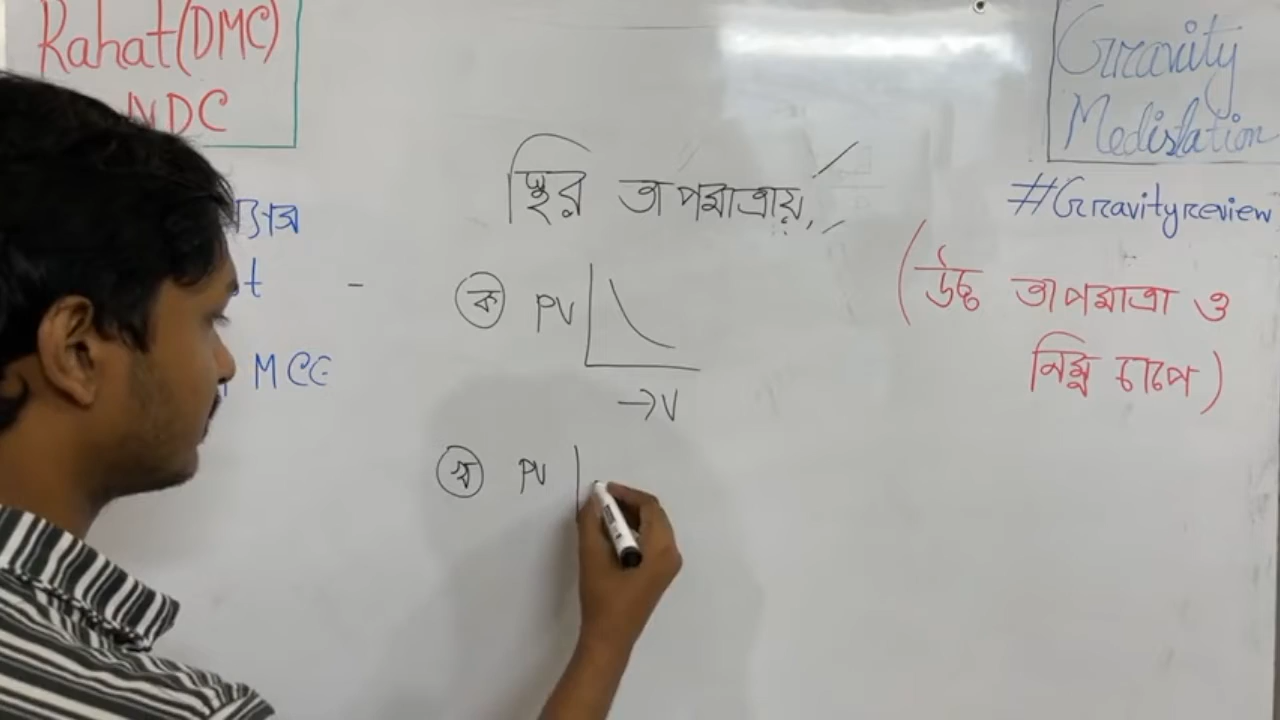 Rahat(DMC)
NDC
Gravity
Medislation
#Gravityreview
স্থির তাপমাত্রায়,
t -
MCC
(উচ্চ তাপমাত্রা ও
নিম্ন চাপে)
ক PV
→V
খ PV